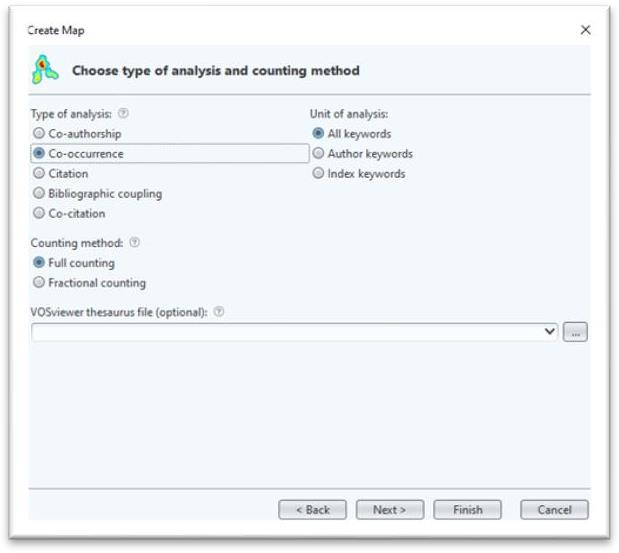 Create Map
Choose type of analysis and counting method
Type of analysis:
Unit of analysis:
Co-authorship
All keywords
Co-occurrence
Author keywords
Citation
Index keywords
Bibliographic coupling
Co-citation
Counting method:
Full counting
Fractional counting
VOSviewer thesaurus file (optional):
...
< Back
Next >
Finish
Cancel